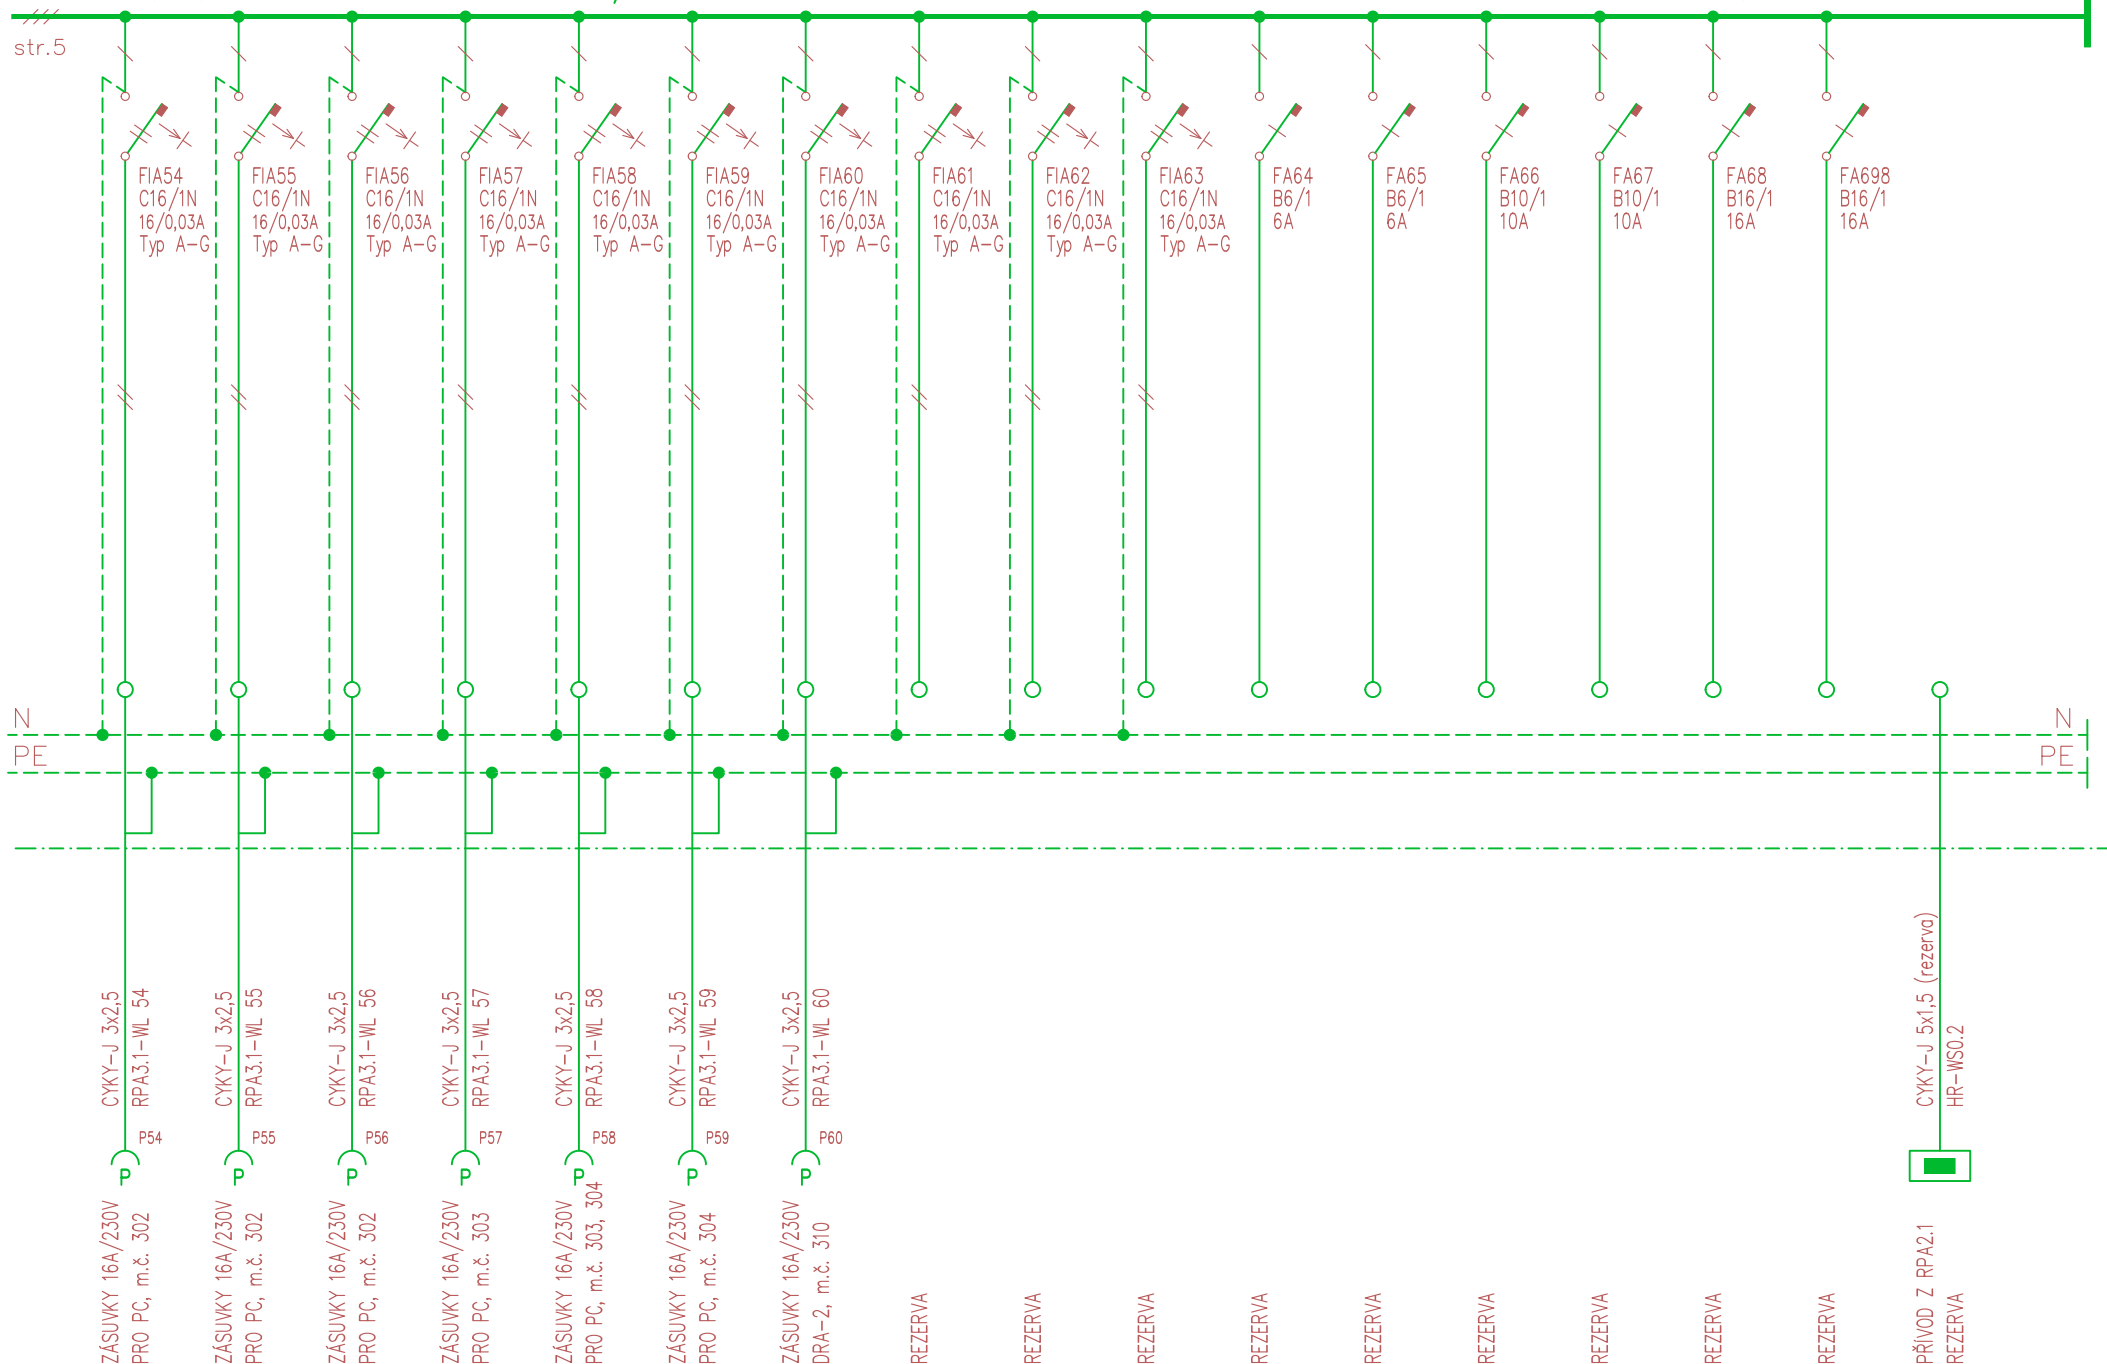 str.5
FIA54
C16/1N
16/0,03A
Typ A-G
FIA55
C16/1N
16/0,03A
Typ A-G
FIA56
C16/1N
16/0,03A
Typ A-G
FIA57
C16/1N
16/0,03A
Typ A-G
FIA58
C16/1N
16/0,03A
Typ A-G
FIA59
C16/1N
16/0,03A
Typ A-G
FIA60
C16/1N
16/0,03A
Typ A-G
FIA61
C16/1N
16/0,03A
Typ A-G
FIA62
C16/1N
16/0,03A
Typ A-G
FIA63
C16/1N
16/0,03A
Typ A-G
FA64
B6/1
6A
FA65
B6/1
6A
FA66
B10/1
10A
FA67
B10/1
10A
FA68
B16/1
16A
FA698
B16/1
16A
N
N
PE
PE
CYKY-J 3x2,5
RPA3.1-WL 54
CYKY-J 3x2,5
RPA3.1-WL 55
CYKY-J 3x2,5
RPA3.1-WL 56
CYKY-J 3x2,5
RPA3.1-WL 57
CYKY-J 3x2,5
RPA3.1-WL 58
CYKY-J 3x2,5
RPA3.1-WL 59
CYKY-J 3x2,5
RPA3.1-WL 60
CYKY-J 5x1,5 (rezerva)
HR-WS0.2
P54
P55
P56
P57
P58
P59
P60
P
P
P
P
P
P
P
ZÁSUVKY 16A/230V
PRO PC, m.č. 302
ZÁSUVKY 16A/230V
PRO PC, m.č. 302
ZÁSUVKY 16A/230V
PRO PC, m.č. 302
ZÁSUVKY 16A/230V
PRO PC, m.č. 303
ZÁSUVKY 16A/230V
PRO PC, m.č. 303, 304
ZÁSUVKY 16A/230V
PRO PC, m.č. 304
ZÁSUVKY 16A/230V
DRA-2, m.č. 310
REZERVA
REZERVA
REZERVA
REZERVA
REZERVA
REZERVA
REZERVA
REZERVA
REZERVA
PŘÍVOD Z RPA2.1
REZERVA